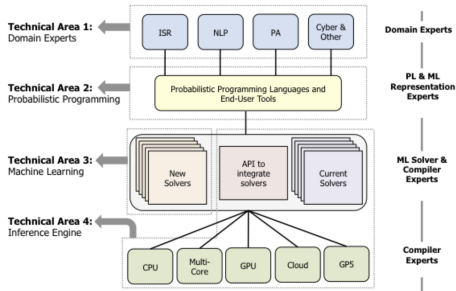 Technical Area 1:
Domain Experts
ISR
NLP
PA
Cyber &
Other
Domain Experts
Technical Area 2:
Probabilistic Programming
Probabilistic Programming Languages and
End-User Tools
PL & ML
Representation
Experts
Technical Area 3:
Machine Learning
New
Solvers
API to
integrate
solvers
Current
Solvers
ML Solver &
Compiler
Experts
Technical Area 4:
Inference Engine
CPU
Multi-
Core
GPU
Cloud
GP5
Compiler
Experts